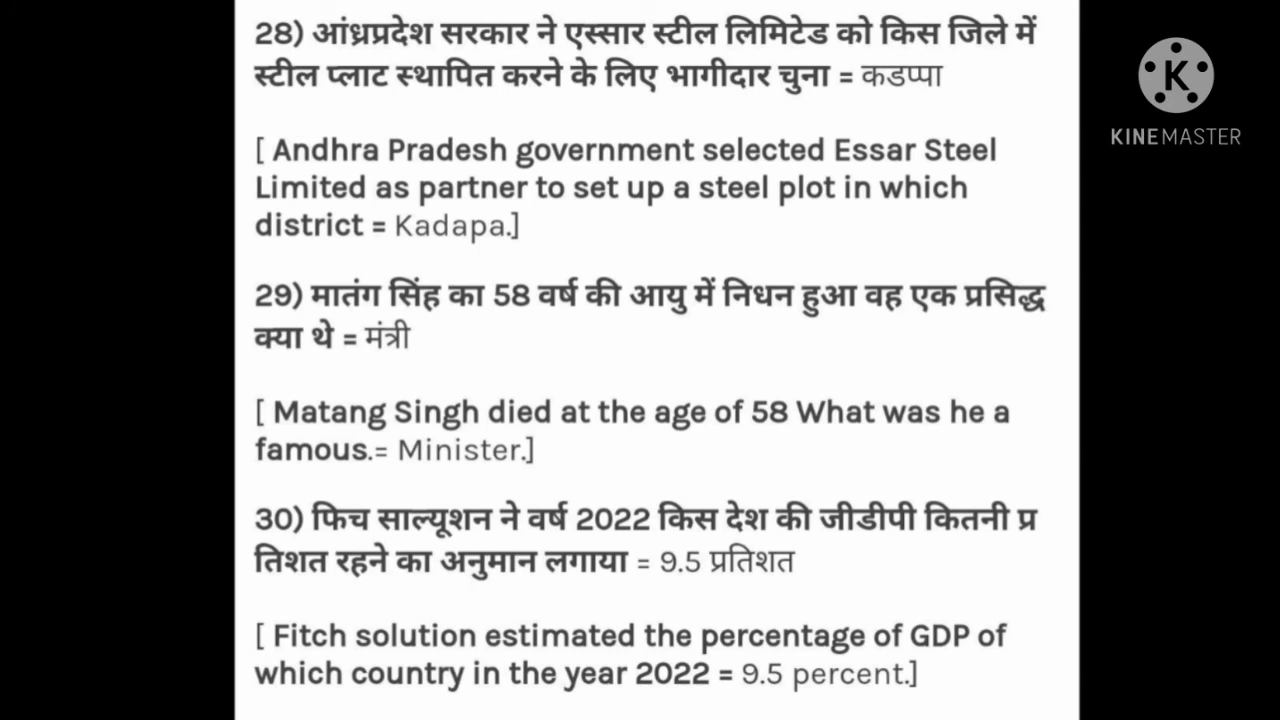 28) आंध्रप्रदेश सरकार ने एस्सार स्टील लिमिटेड को किस जिले में
स्टील प्लाट स्थापित करने के लिए भागीदार चुना = कडप्पा
[ Andhra Pradesh government selected Essar Steel
Limited as partner to set up a steel plot in which
district = Kadapa.]
29) मातंग सिंह का 58 वर्ष की आयु में निधन हुआ वह एक प्रसिद्ध
क्या थे = मंत्री
[ Matang Singh died at the age of 58 What was he a
famous.= Minister.]
30) फिच साल्यूशन ने वर्ष 2022 किस देश की जीडीपी कितनी प्र
तिशत रहने का अनुमान लगाया = 9.5 प्रतिशत
[ Fitch solution estimated the percentage of GDP of
which country in the year 2022 = 9.5 percent.]
K
KINEMASTER